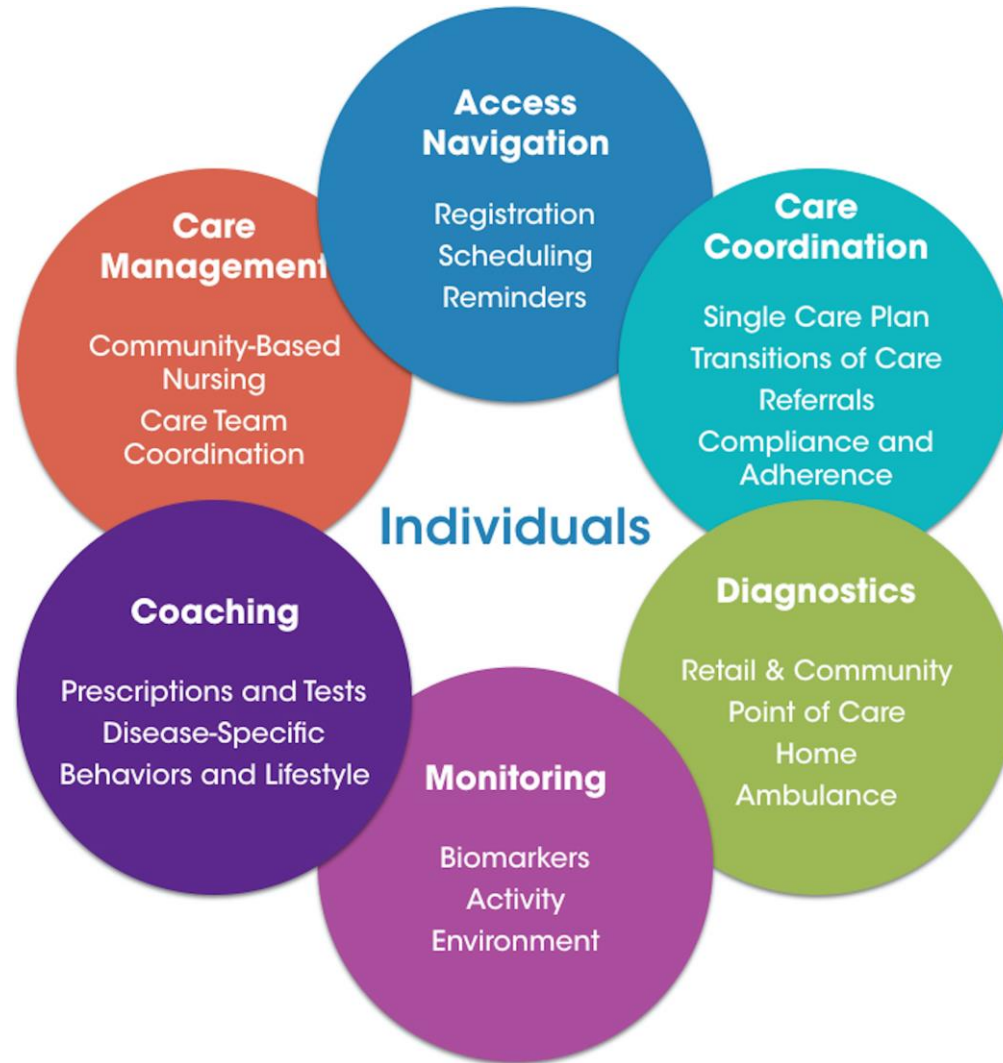 Access
Navigation
Registration
Scheduling
Reminders
Care
Coordination
Single Care Plan
Transitions of Care
Referrals
Compliance and
Adherence
Diagnostics
Retail & Community
Point of Care
Home
Ambulance
Monitoring
Biomarkers
Activity
Environment
Coaching
Prescriptions and Tests
Disease-Specific
Behaviors and Lifestyle
Care
Management
Community-Based
Nursing
Care Team
Coordination
Individuals